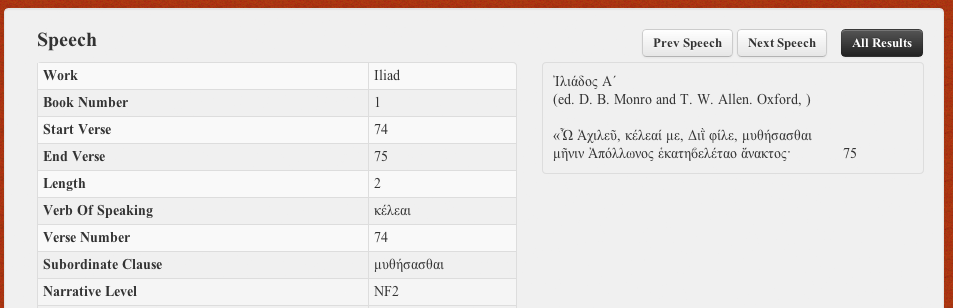 Speech
Prev Speech Next Speech All Results
Work Iliad
Book Number 1
Start Verse 74
End Verse 75
Length 2
Verb Of Speaking κέλεαι
Verse Number 74
Subordinate Clause μυθήσασθαι
Narrative Level NF2
Ἰλιάδος Α΄
(ed. D. B. Monro and T. W. Allen. Oxford, )
«Ὦ Ἀχιλεῦ, κέλεαί με, Διῒ φίλε, μυθήσασθαι
μῆνιν Ἀπόλλωνος ἑκατηβελέταο ἄνακτος· 75